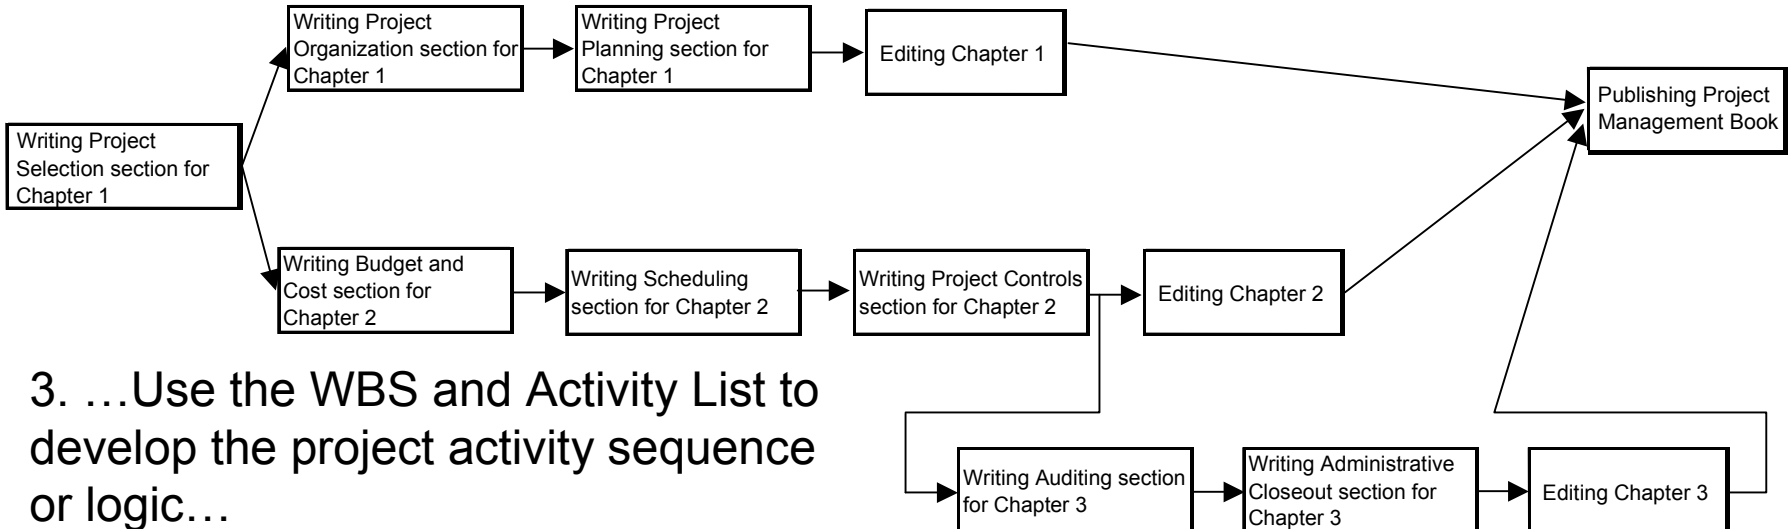 Writing Project
Organization section for
Chapter 1
Writing Project
Planning section for
Chapter 1
Editing Chapter 1
Publishing Project
Management Book
Writing Project
Selection section for
Chapter 1
Writing Budget and
Cost section for
Chapter 2
Writing Scheduling
section for Chapter 2
Writing Project Controls
section for Chapter 2
Editing Chapter 2
3. …Use the WBS and Activity List to
develop the project activity sequence
or logic…
Writing Auditing section
for Chapter 3
Writing Administrative
Closeout section for
Chapter 3
Editing Chapter 3